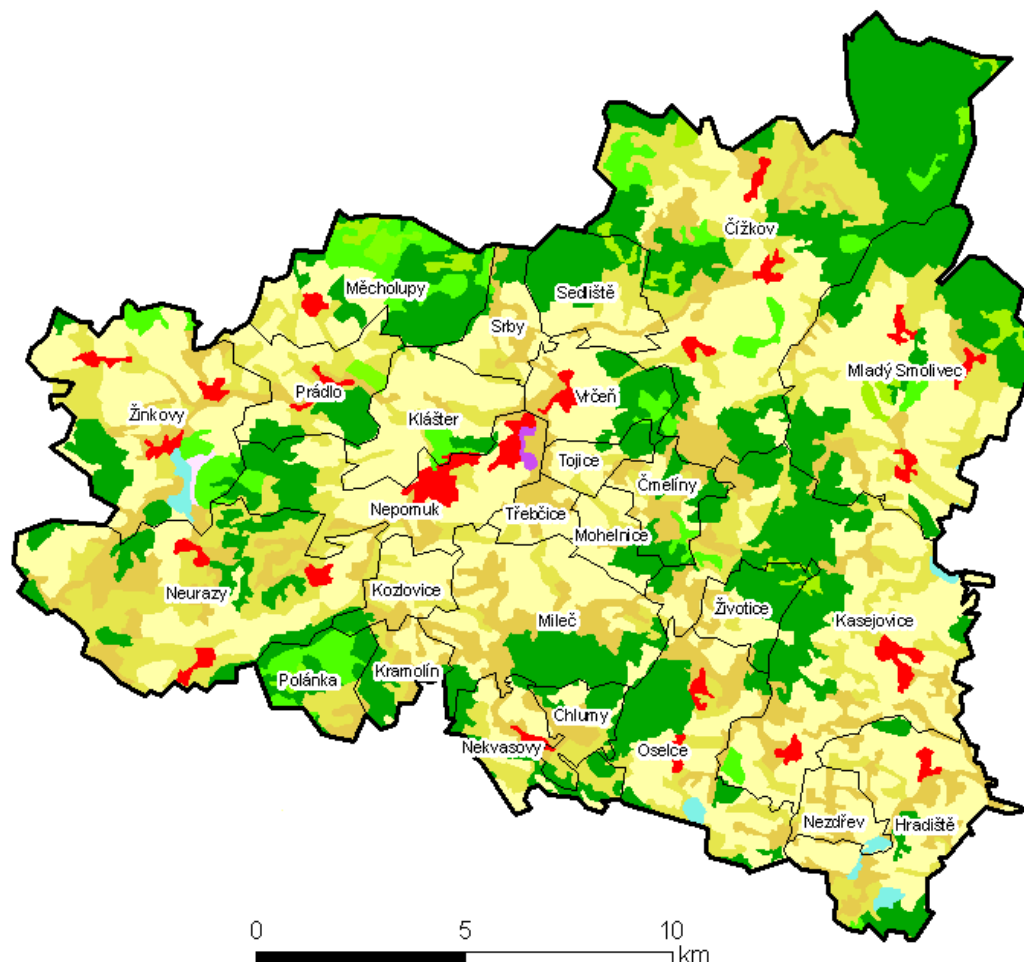 Čížkov
Měcholupy
Sedliště
Srby
Mladý Smolivec
Prádlo
Vrčeň
Žinkovy
Klášter
Tojice
Čmelíny
Nepomuk
Třebčice
Mohelnice
Neurazy
Kozlovice
Životice
Mileč
Kasejovice
Polánka
Kramolín
Chlumy
Nekvasovy
Oselce
Nezdřev
Hradiště
0 5 10
km